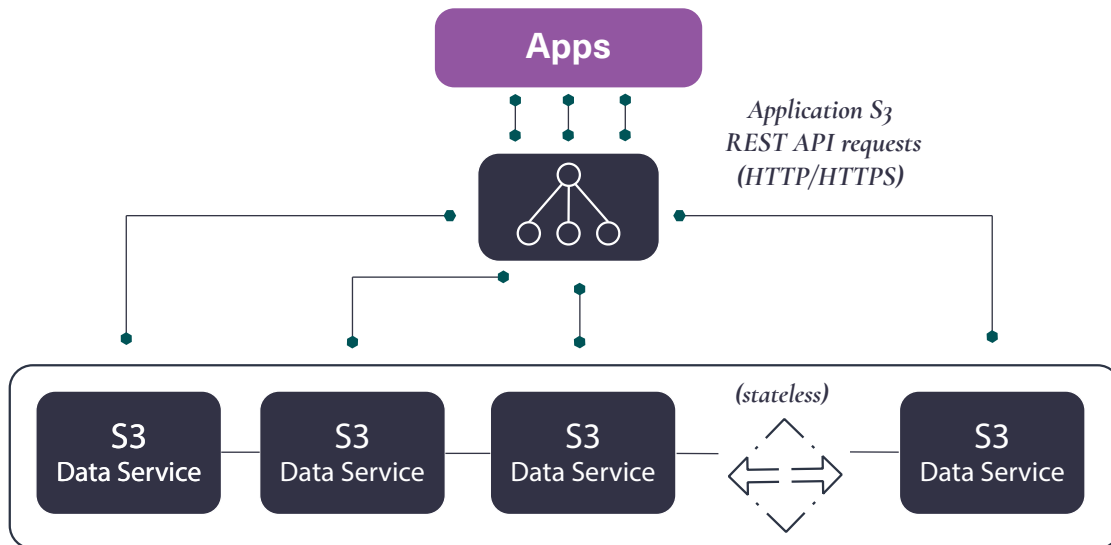 Apps
Application S3
REST API requests
(HTTP/HTTPS)
(stateless)
S3
Data Service
S3
Data Service
S3
Data Service
S3
Data Service